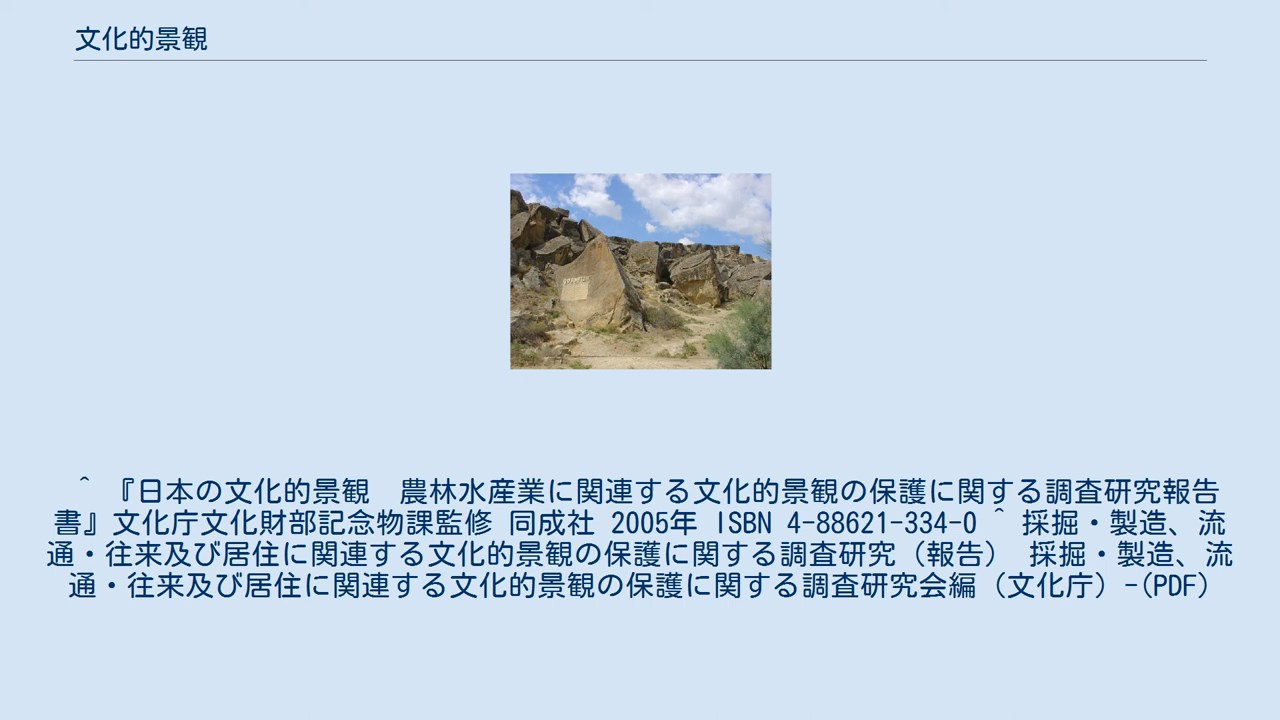 文化的景観
^ 『日本の文化的景観　農林水産業に関連する文化的景観の保護に関する調査研究報告
書』文化庁文化財部記念物課監修 同成社 2005年 ISBN 4-88621-334-0 ^ 採掘・製造、流
通・往来及び居住に関連する文化的景観の保護に関する調査研究（報告） 採掘・製造、流
通・往来及び居住に関連する文化的景観の保護に関する調査研究会編（文化庁）-(PDF)